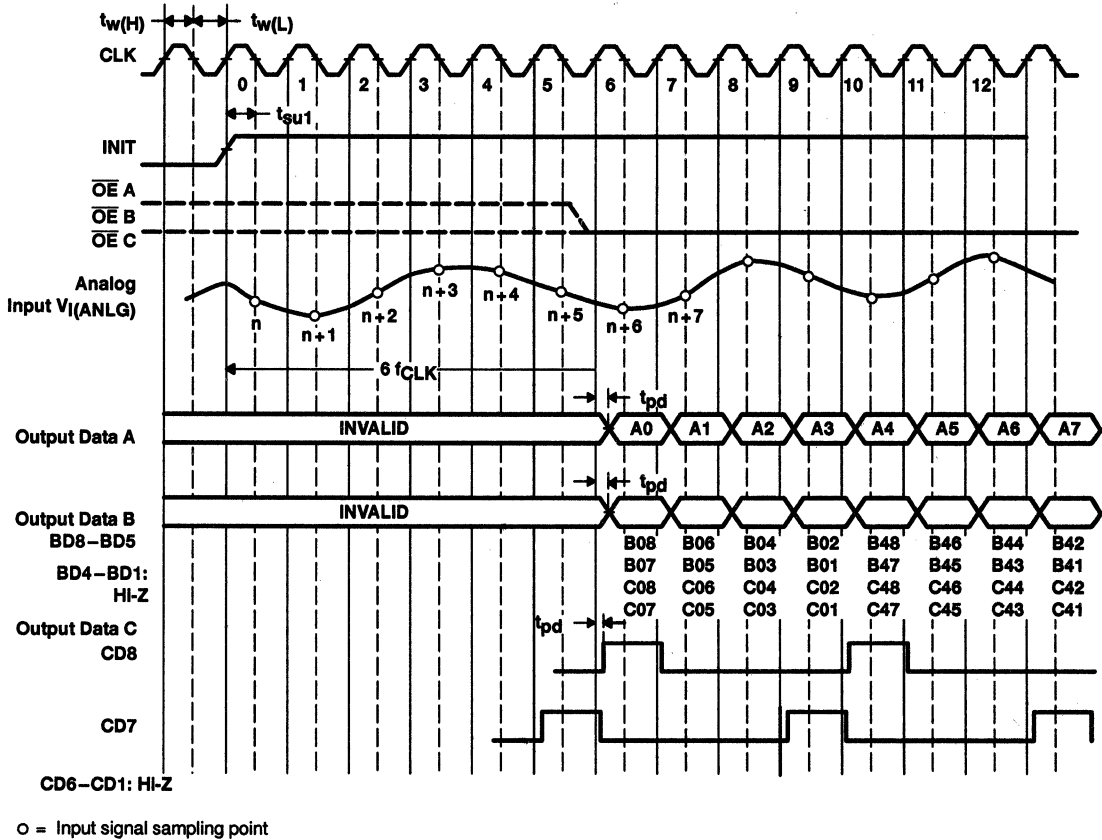 tw(H) tw(L)
CLK
0 1 2 3 4 5 6 7 8 9 10 11 12
tsu1
INIT
OE A
OE B
OE C
Analog
Input VI(ANLG)
n n+1 n+2 n+3 n+4 n+5 n+6 n+7
6 fCLK
tpd
Output Data A INVALID A0 A1 A2 A3 A4 A5 A6 A7
tpd
Output Data B INVALID
BD8–BD5 B08 B06 B04 B02 B48 B46 B44 B42
B07 B05 B03 B01 B47 B45 B43 B41
BD4–BD1:
HI-Z C08 C06 C04 C02 C48 C46 C44 C42
C07 C05 C03 C01 C47 C45 C43 C41
Output Data C tpd
CD8
CD7
CD6–CD1: HI-Z
o = Input signal sampling point